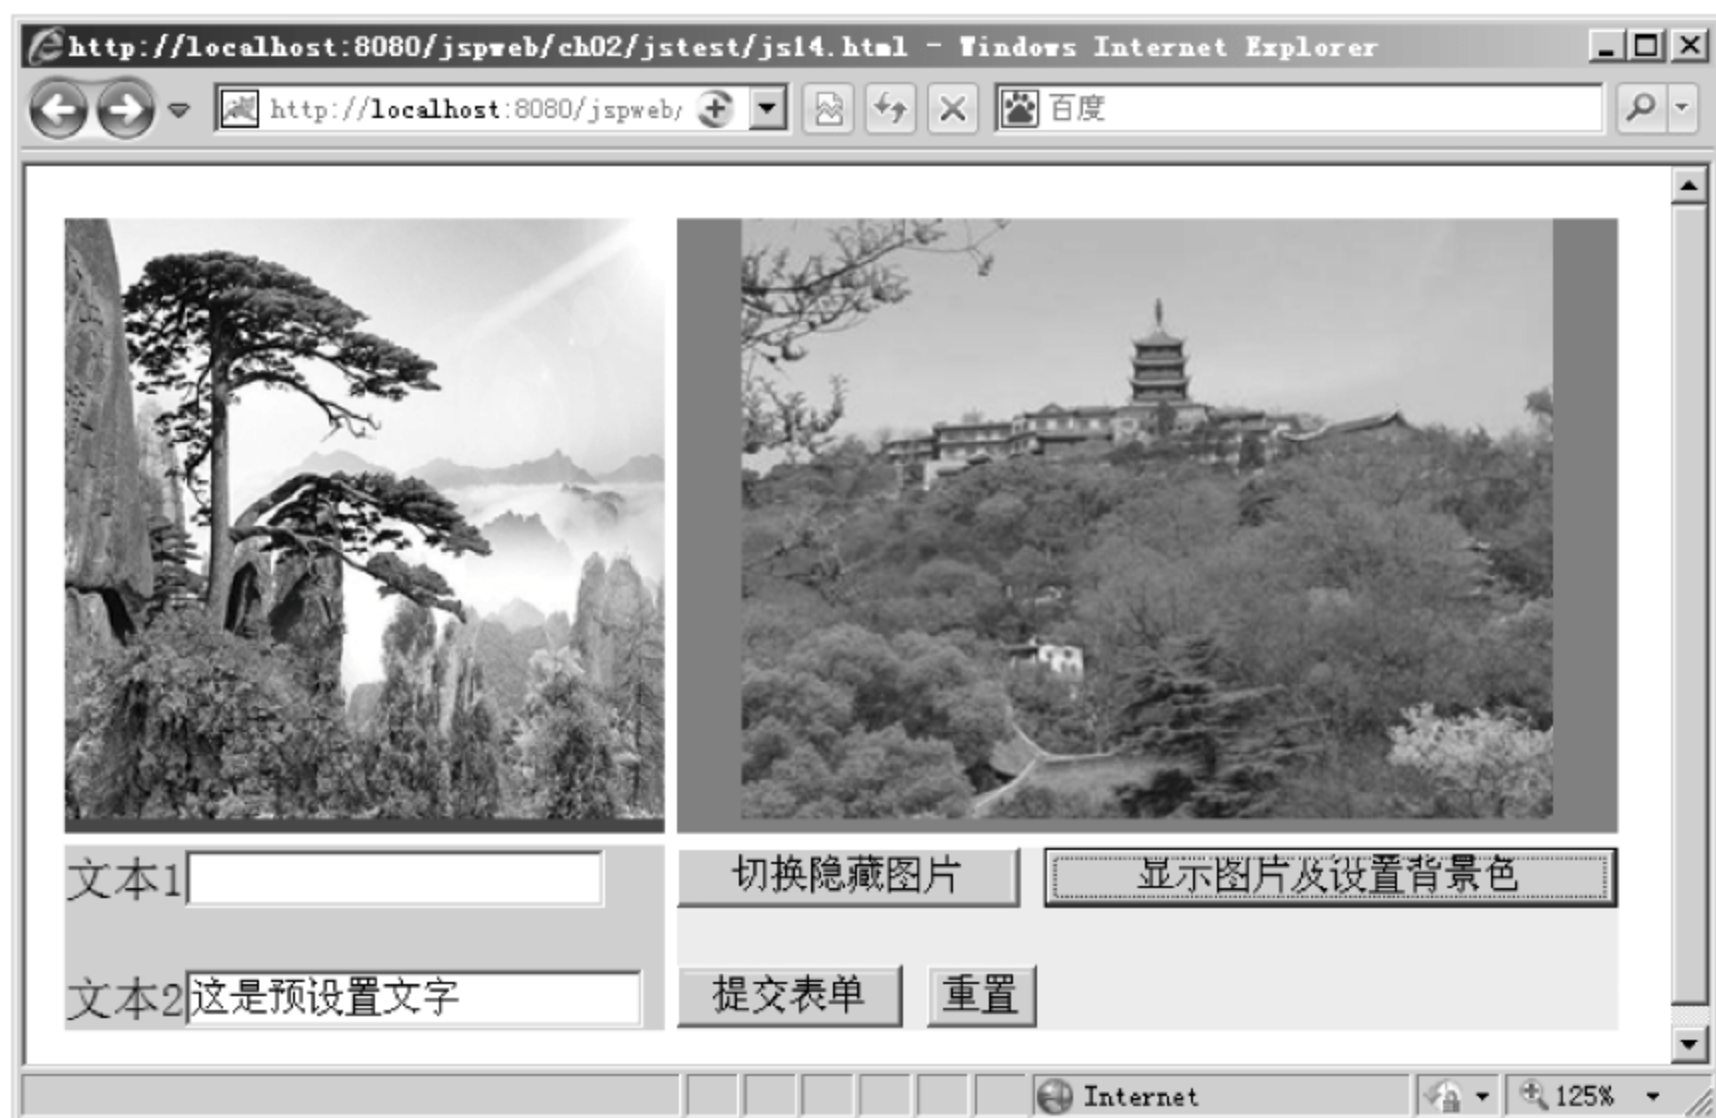 http://localhost:8080/jspweb/ch02/jstest/js14.html - Windows Internet Explorer
http://localhost:8080/jspweb/ 百度
文本1 切换隐藏图片 显示图片及设置背景色
文本2 这是预设置文字 提交表单 重置
Internet 125%